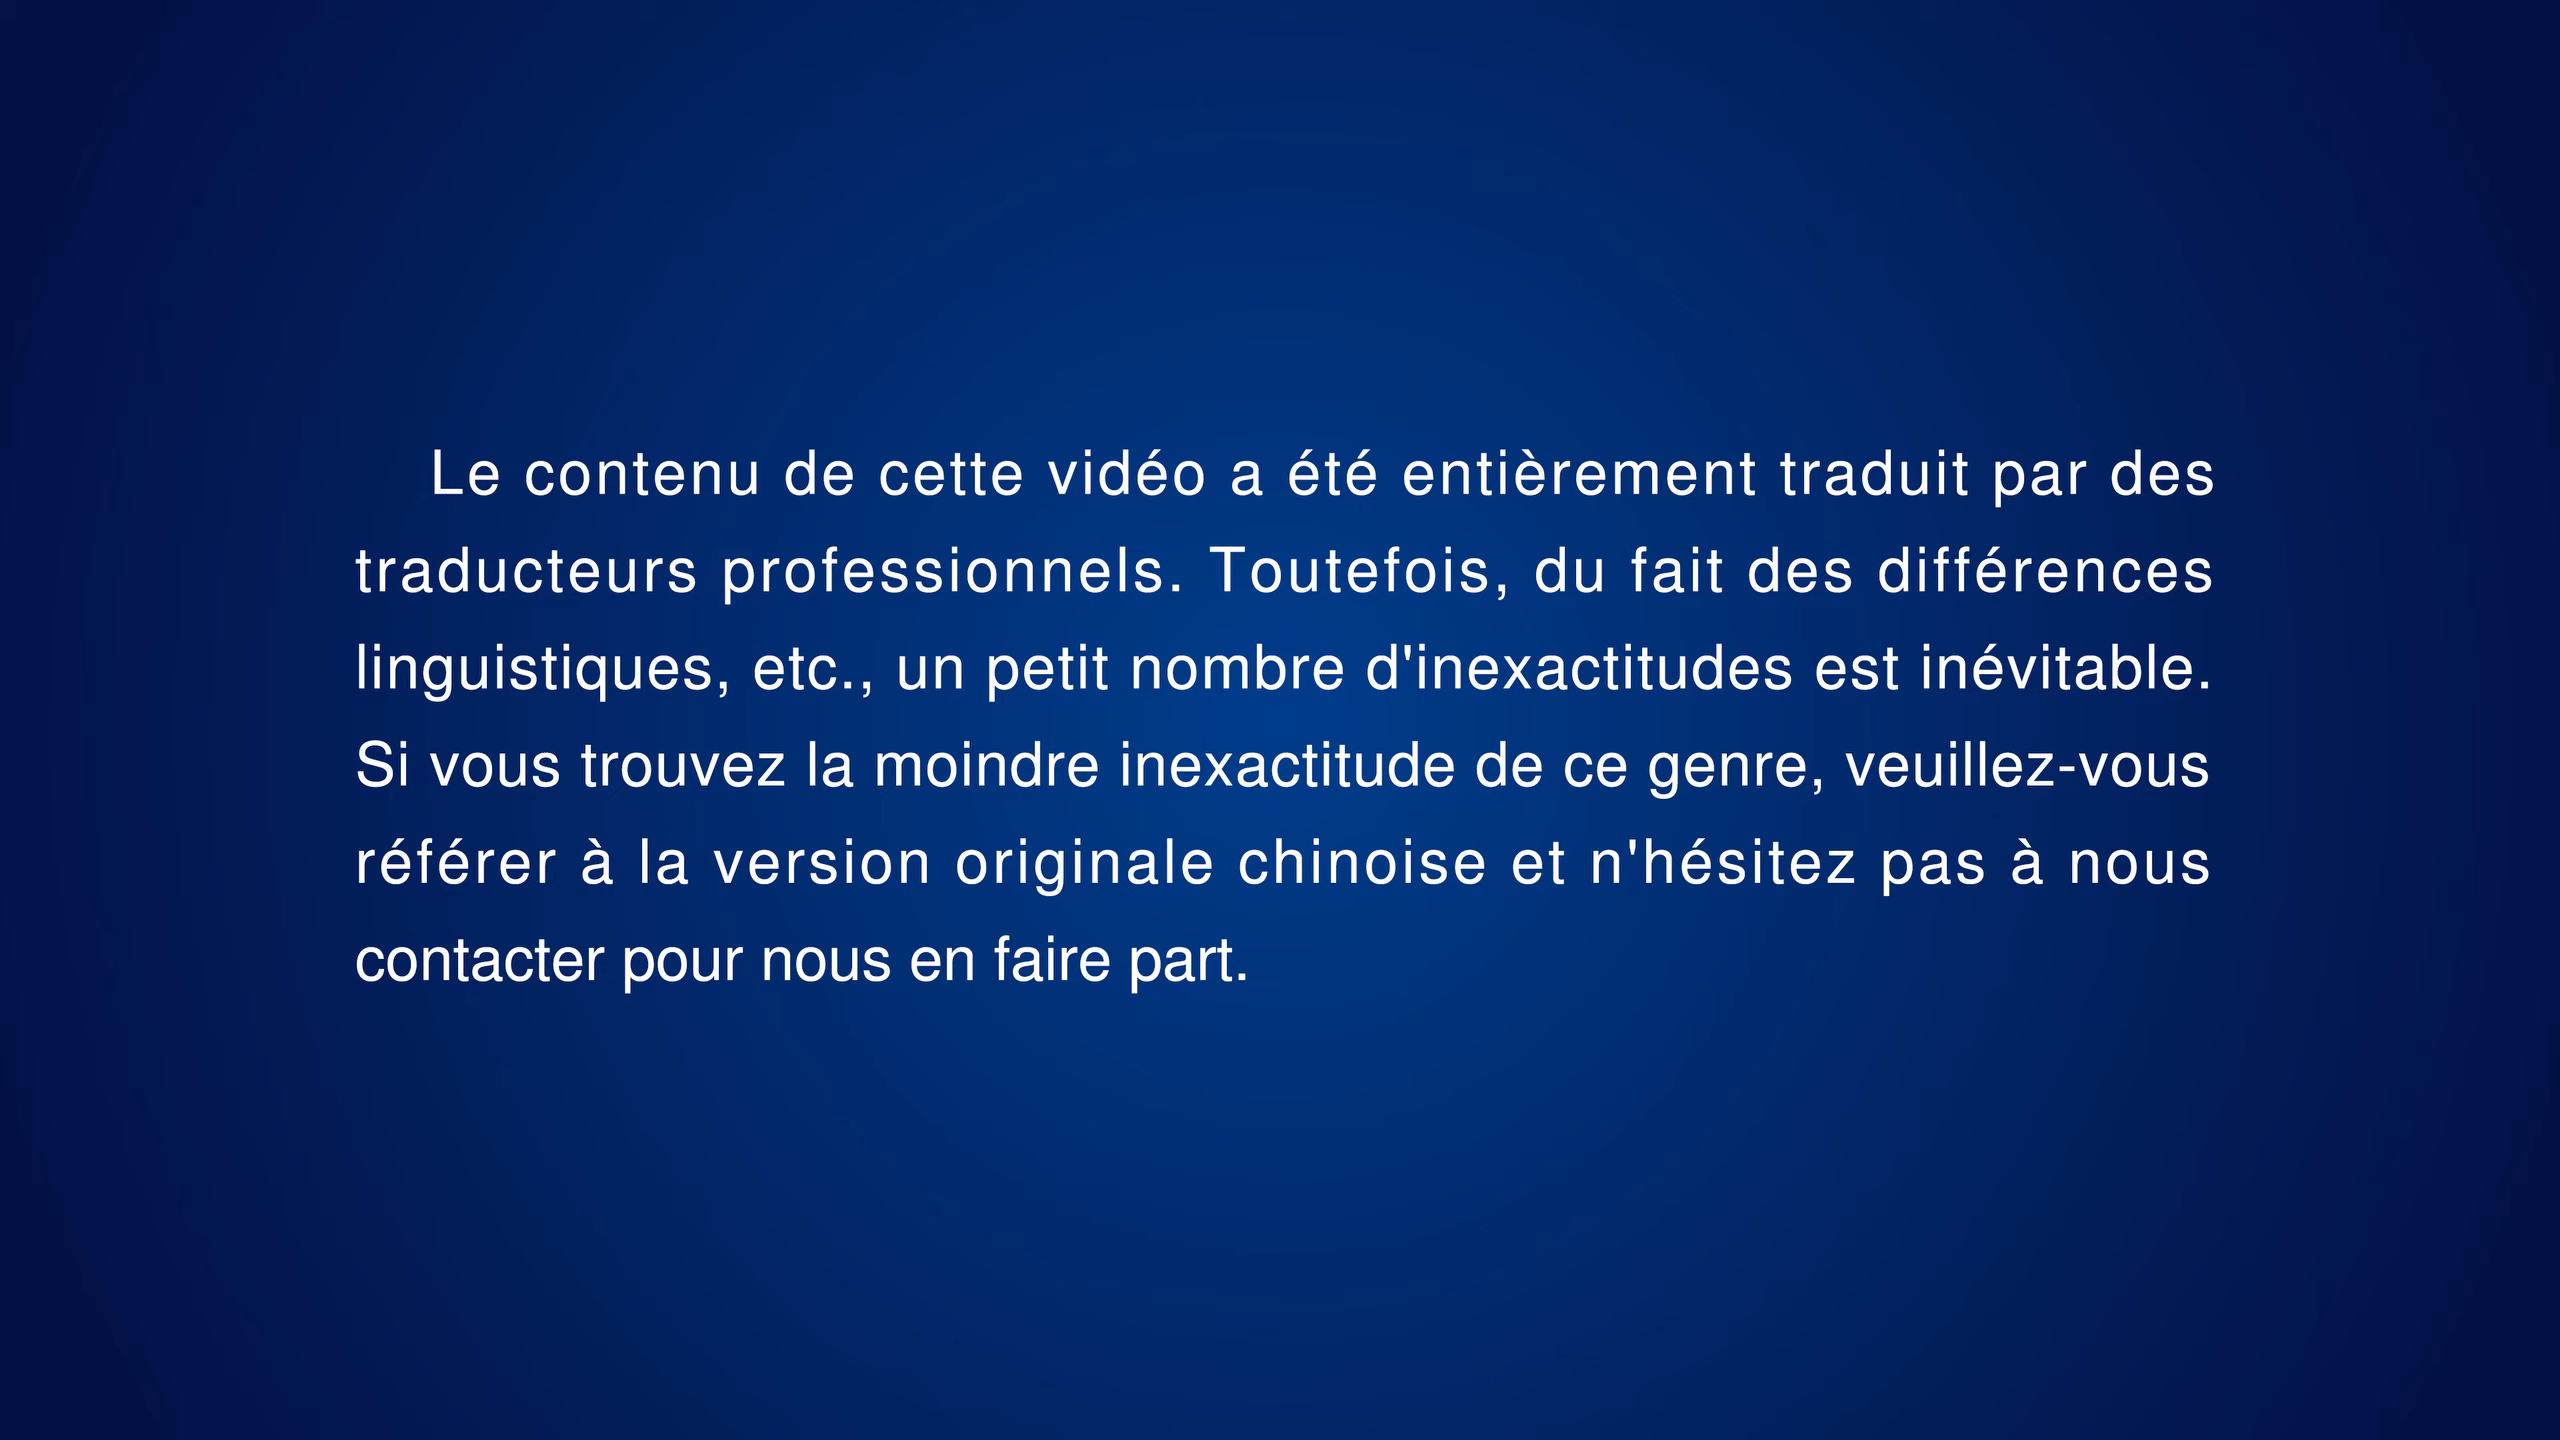 Le contenu de cette vidéo a été entièrement traduit par des
traducteurs professionnels. Toutefois, du fait des différences
linguistiques, etc., un petit nombre d'inexactitudes est inévitable.
Si vous trouvez la moindre inexactitude de ce genre, veuillez-vous
référer à la version originale chinoise et n'hésitez pas à nous
contacter pour nous en faire part.